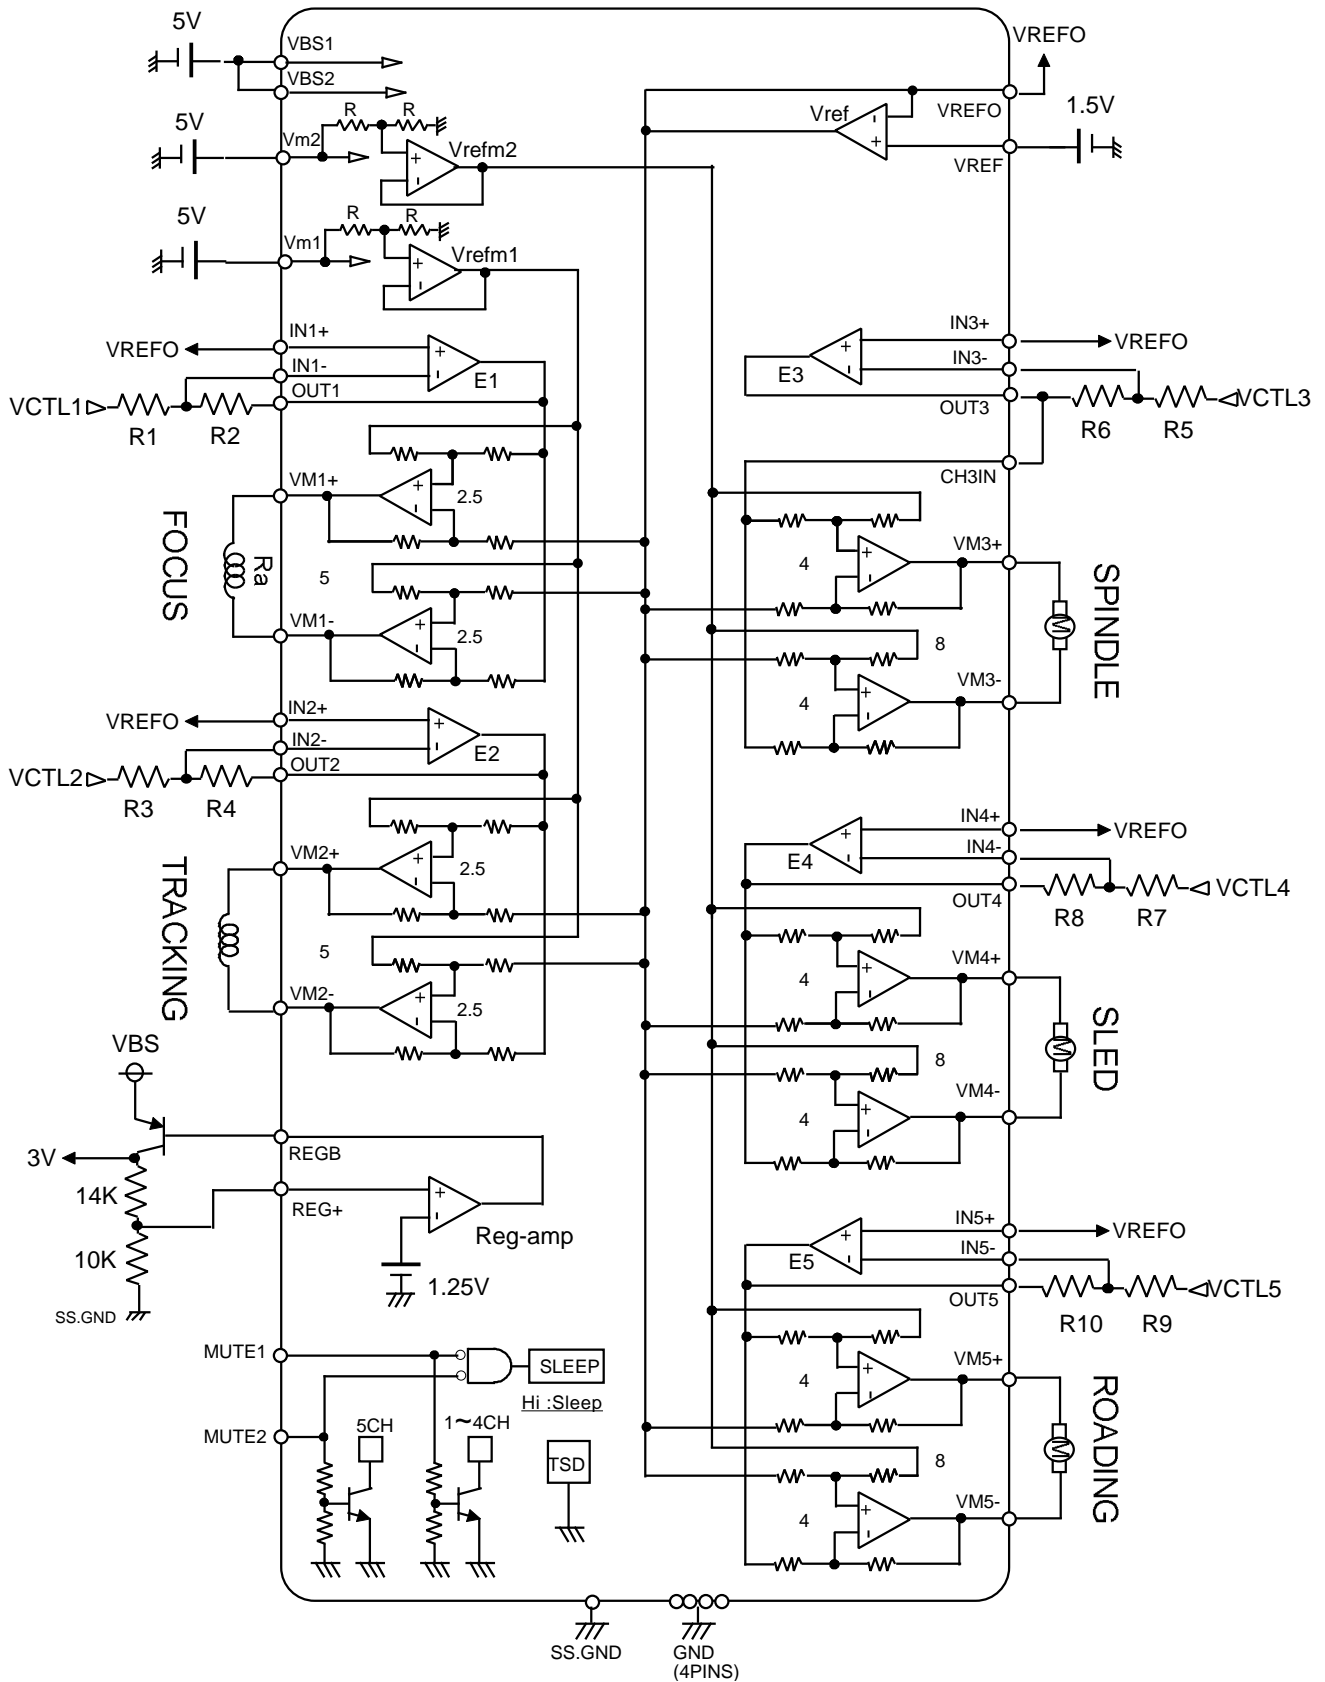 5V
VBS1
VBS2
5V
Vm2
R R
Vrefm2
5V
Vm1
R R
Vrefm1
VREFO
VREFO
Vref
1.5V
VREF
IN1+
VREFO
IN1-
E1
OUT1
VCTL1
R1 R2
VM1+
2.5
FOCUS
Ra
5
VM1-
2.5
IN2+
VREFO
IN2-
E2
OUT2
VCTL2
R3 R4
VM2+
2.5
TRACKING
5
VM2-
2.5
IN3+
VREFO
IN3-
E3
OUT3
VCTL3
R6 R5
CH3IN
VM3+
4
SPINDLE
M
8
VM3-
4
IN4+
VREFO
IN4-
E4
OUT4
VCTL4
R8 R7
VM4+
4
SLED
M
8
VM4-
4
VBS
REGB
3V
14K
REG+
10K
Reg-amp
1.25V
SS.GND
IN5+
VREFO
IN5-
E5
OUT5
VCTL5
R10 R9
VM5+
4
ROADING
M
8
VM5-
4
MUTE1
SLEEP
Hi :Sleep
MUTE2
5CH
1~4CH
TSD
SS.GND
GND
(4PINS)